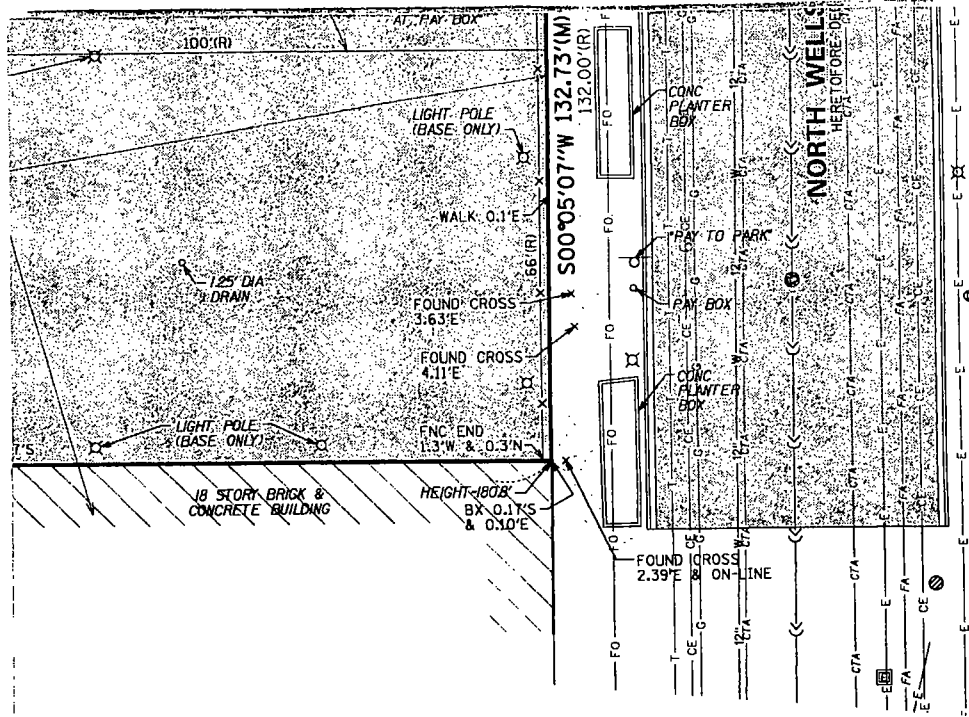 AT PAY BOX
100'(R)
LIGHT POLE
(BASE ONLY)
WALK 0.1'E
S00°05'07"W 132.73'(M)
132.00'(R)
66'(R)
CONC
PLANTER
BOX
FO
FO
FO
FO
FO
"PAY TO PARK"
PAY BOX
1.25' DIA
DRAIN
FOUND CROSS
3.63'E
FOUND CROSS
4.11'E
CONC
PLANTER
BOX
LIGHT POLE
(BASE ONLY)
FNC END
1.3'W & 0.3'N
7'S
18 STORY BRICK &
CONCRETE BUILDING
HEIGHT-180.8'
BX 0.17'S
& 0.10'E
FOUND CROSS
2.39'E & ON-LINE
NORTH WELLS
HERETOFORE DE
T
CE
G
12"
W
CTA
E
FA
CE
E